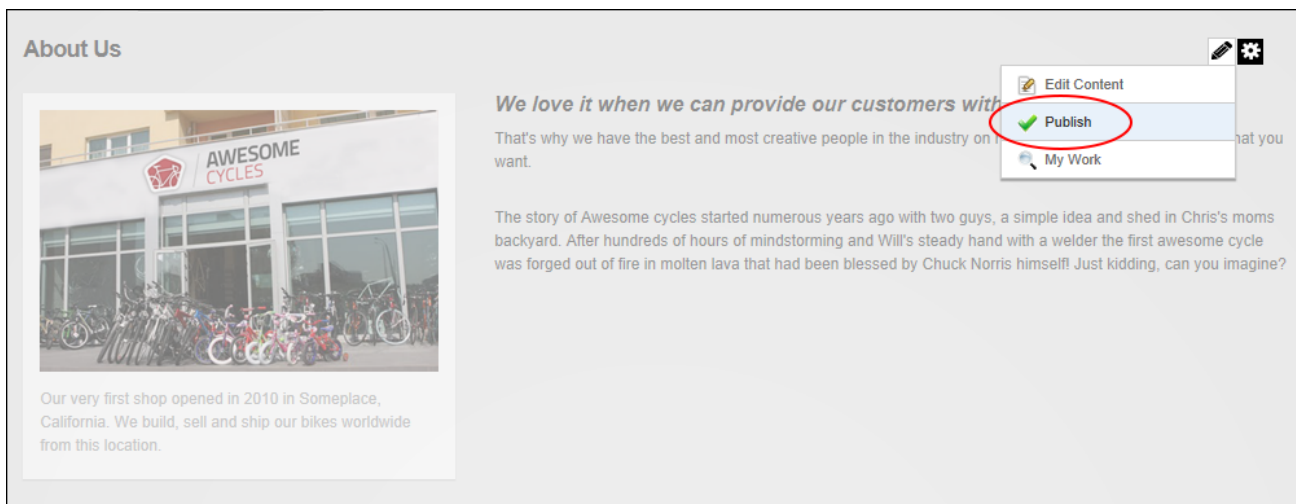 About Us
Edit Content
Publish
My Work
AWESOME
CYCLES
Our very first shop opened in 2010 in Someplace,
California. We build, sell and ship our bikes worldwide
from this location.
We love it when we can provide our customers with
That's why we have the best and most creative people in the industry on hat you
want.
The story of Awesome cycles started numerous years ago with two guys, a simple idea and shed in Chris's moms
backyard. After hundreds of hours of mindstorming and Will's steady hand with a welder the first awesome cycle
was forged out of fire in molten lava that had been blessed by Chuck Norris himself! Just kidding, can you imagine?